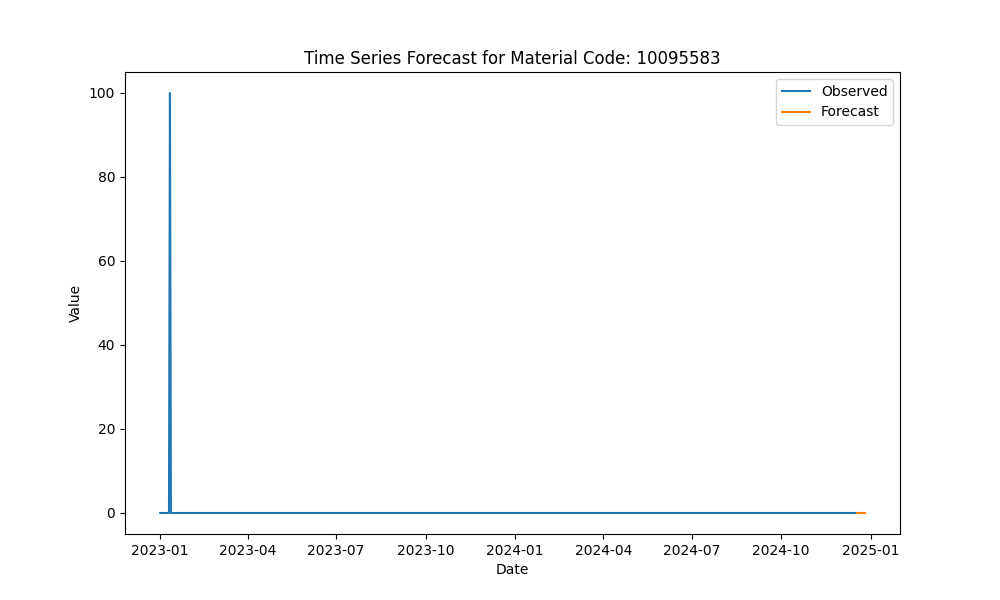 Time Series Forecast for Material Code: 10095583
Observed
Forecast
100
80
60
40
20
0
Value
2023-01 2023-04 2023-07 2023-10 2024-01 2024-04 2024-07 2024-10 2025-01
Date